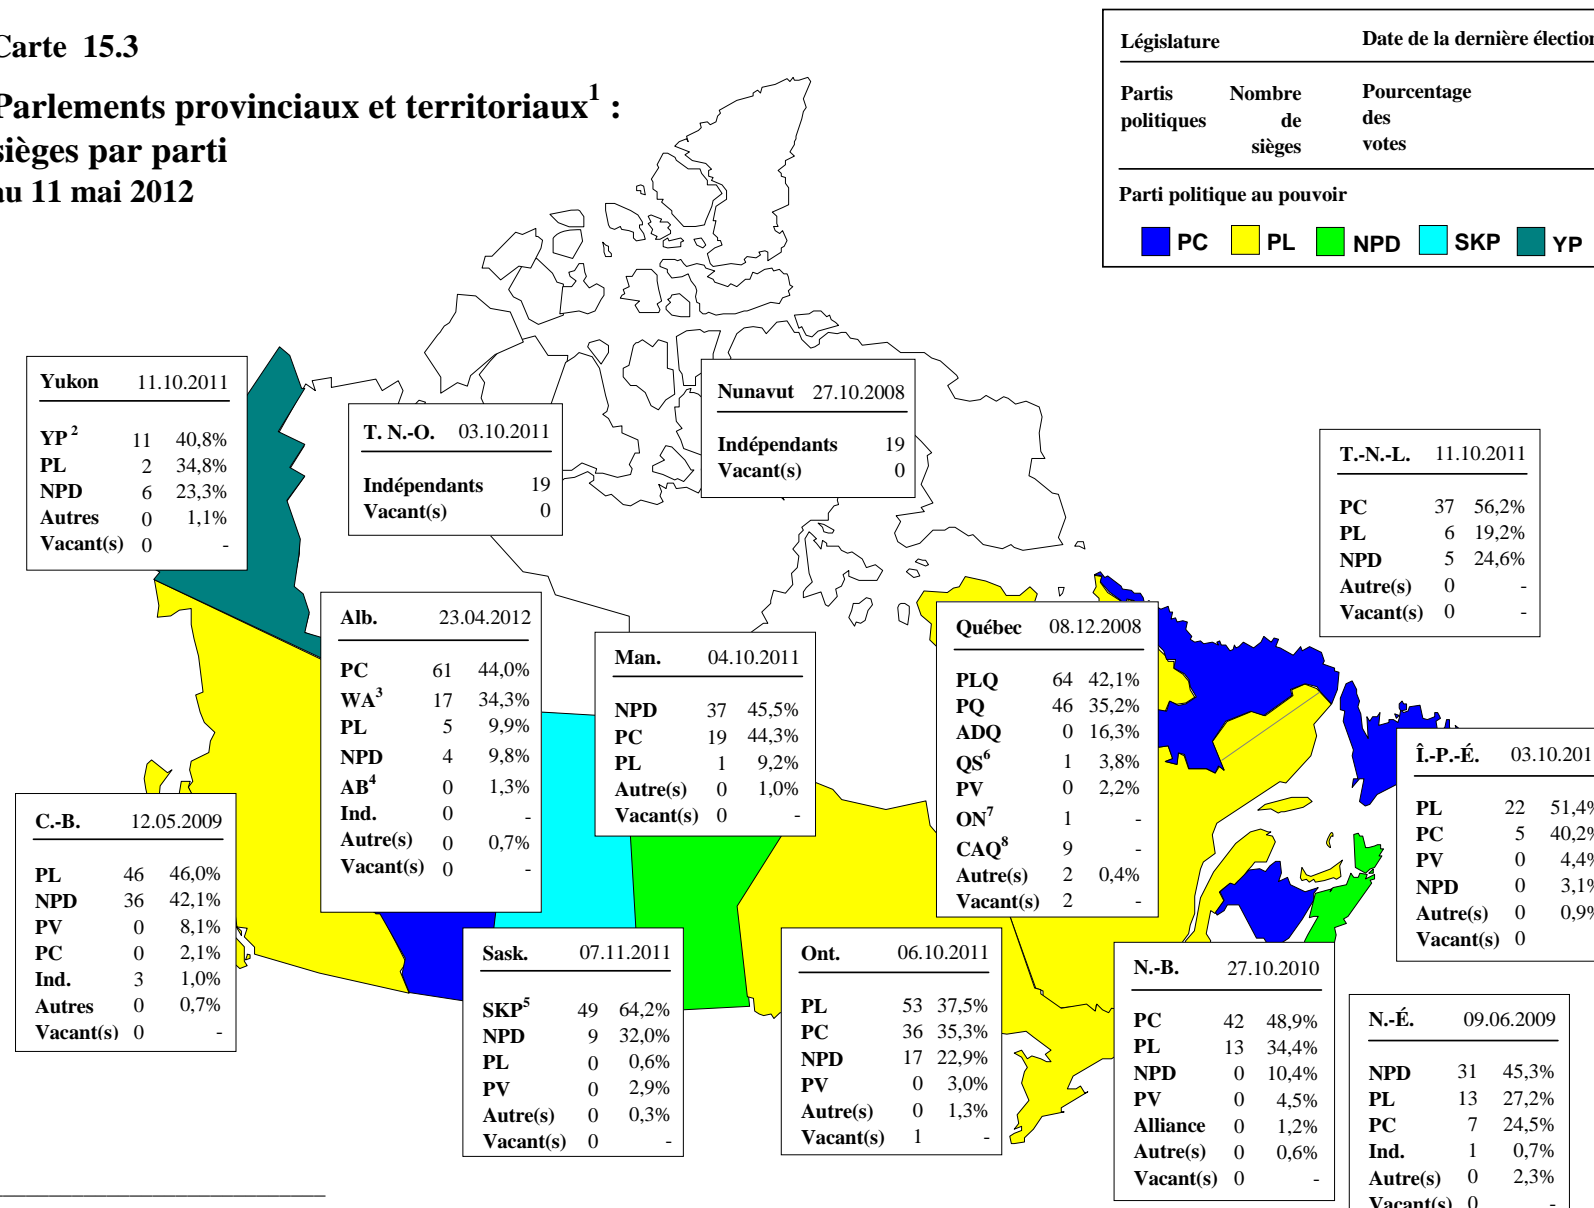 Carte 15.3
Parlements provinciaux et territoriaux1 :
sièges par parti
au 11 mai 2012
Législature Date de la dernière élection
Partis politiques Nombre de sièges Pourcentage des votes
Parti politique au pouvoir
PC PL NPD SKP YP
Yukon 11.10.2011
YP2 11 40,8%
PL 2 34,8%
NPD 6 23,3%
Autres 0 1,1%
Vacant(s) 0 -
T. N.-O. 03.10.2011
Indépendants 19
Vacant(s) 0
Nunavut 27.10.2008
Indépendants 19
Vacant(s) 0
T.-N.-L. 11.10.2011
PC 37 56,2%
PL 6 19,2%
NPD 5 24,6%
Autre(s) 0 -
Vacant(s) 0 -
Alb. 23.04.2012
PC 61 44,0%
WA3 17 34,3%
PL 5 9,9%
NPD 4 9,8%
AB4 0 1,3%
Ind. 0 -
Autre(s) 0 0,7%
Vacant(s) 0 -
Man. 04.10.2011
NPD 37 45,5%
PC 19 44,3%
PL 1 9,2%
Autre(s) 0 1,0%
Vacant(s) 0 -
Québec 08.12.2008
PLQ 64 42,1%
PQ 46 35,2%
ADQ 0 16,3%
QS6 1 3,8%
PV 0 2,2%
ON7 1 -
CAQ8 9 -
Autre(s) 2 0,4%
Vacant(s) 2 -
Î.-P.-É. 03.10.201
PL 22 51,4%
PC 5 40,2%
PV 0 4,4%
NPD 0 3,1%
Autre(s) 0 0,9%
Vacant(s) 0
C.-B. 12.05.2009
PL 46 46,0%
NPD 36 42,1%
PV 0 8,1%
PC 0 2,1%
Ind. 3 1,0%
Autres 0 0,7%
Vacant(s) 0 -
Sask. 07.11.2011
SKP5 49 64,2%
NPD 9 32,0%
PL 0 0,6%
PV 0 2,9%
Autre(s) 0 0,3%
Vacant(s) 0 -
Ont. 06.10.2011
PL 53 37,5%
PC 36 35,3%
NPD 17 22,9%
PV 0 3,0%
Autre(s) 0 1,3%
Vacant(s) 1 -
N.-B. 27.10.2010
PC 42 48,9%
PL 13 34,4%
NPD 0 10,4%
PV 0 4,5%
Alliance 0 1,2%
Autre(s) 0 0,6%
Vacant(s) 0 -
N.-É. 09.06.2009
NPD 31 45,3%
PL 13 27,2%
PC 7 24,5%
Ind. 1 0,7%
Autre(s) 0 2,3%
Vacant(s) 0 -